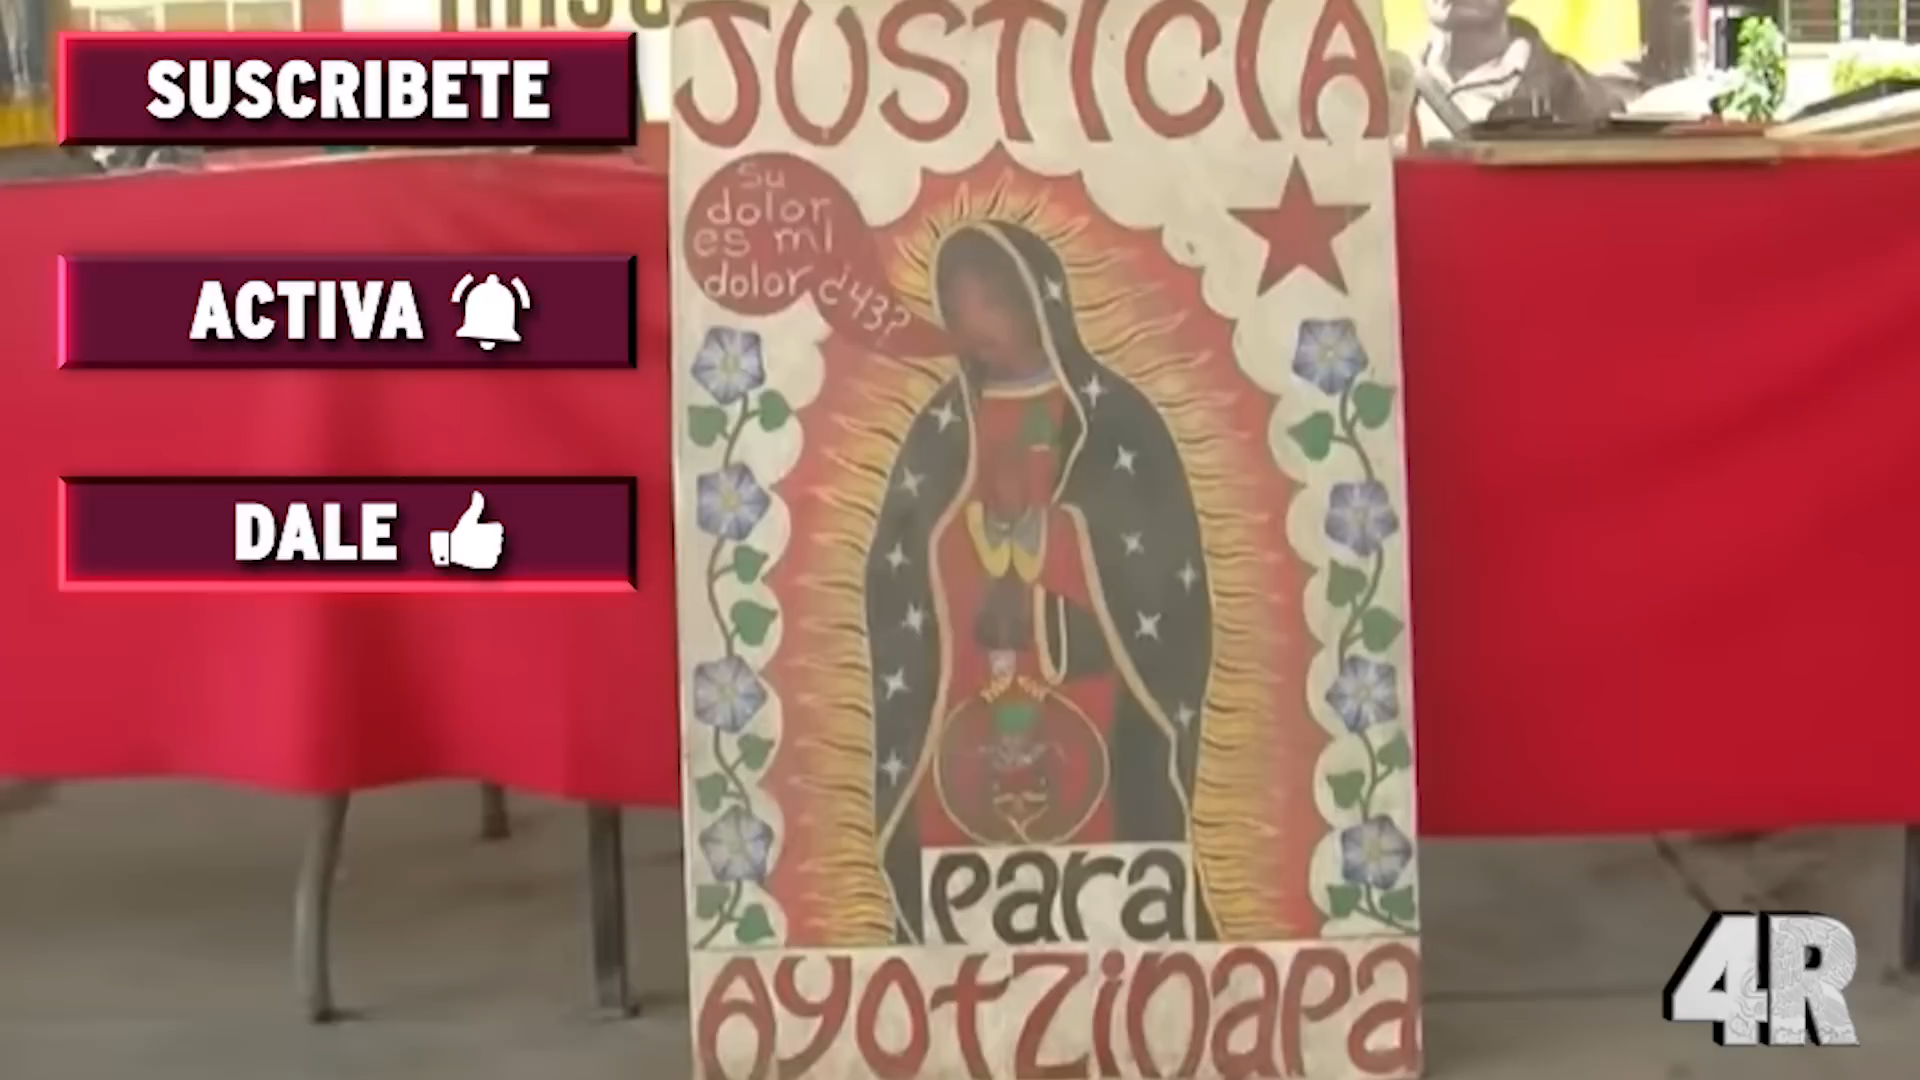 SUSCRIBETE
ACTIVA
DALE
JUSTICIA
Su
dolor
es mi
dolor ¿43?
para
Ayotzinapa
4R